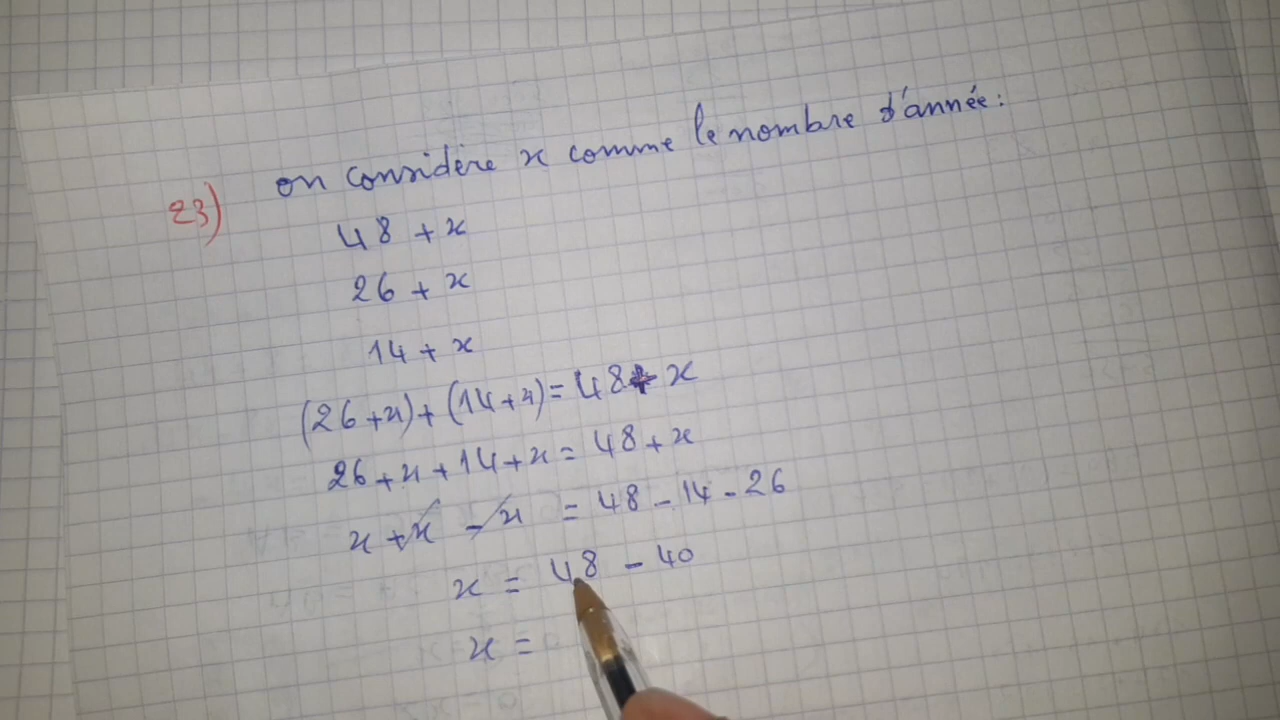 23) on considère x comme le nombre d'année :
48 + x
26 + x
14 + x
(26+x)+(14+x)= 48+ x
26+x+14+x= 48+x
x +x -x = 48-14-26
x = 48 - 40
x =